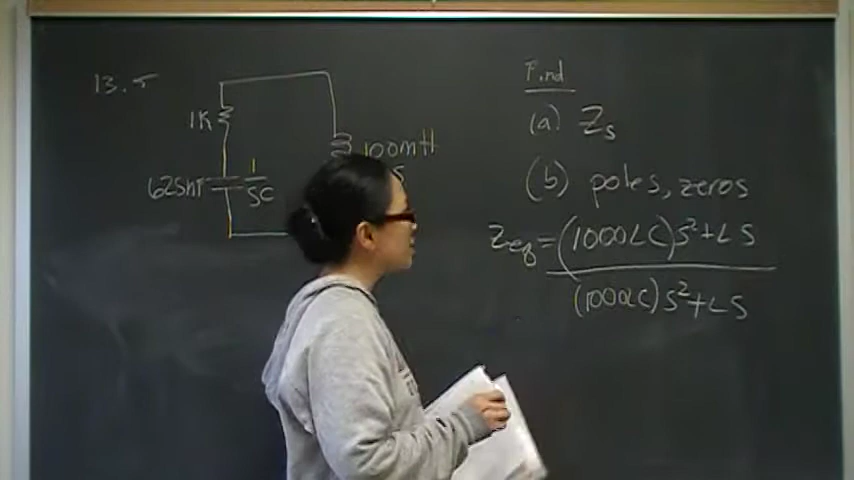 13.5
1K
625nF
1
SC
100mH
S
Find
(a) Zs
(b) poles, zeros
Zeq=(1000LC)S²+LS
(1000LC)S²+LS